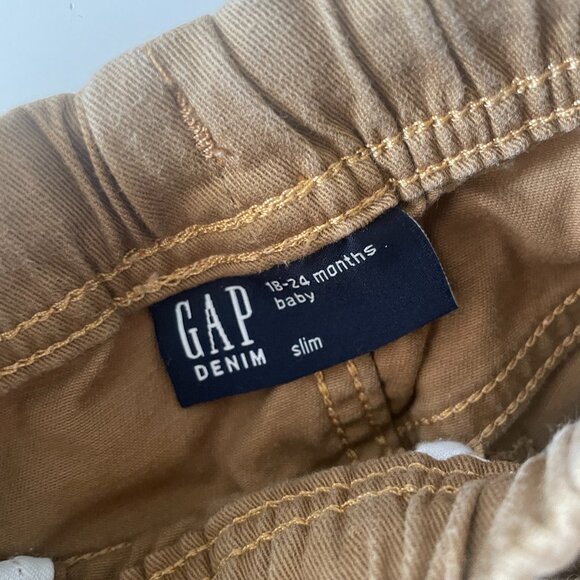 GAP
DENIM
18-24 months
baby
slim